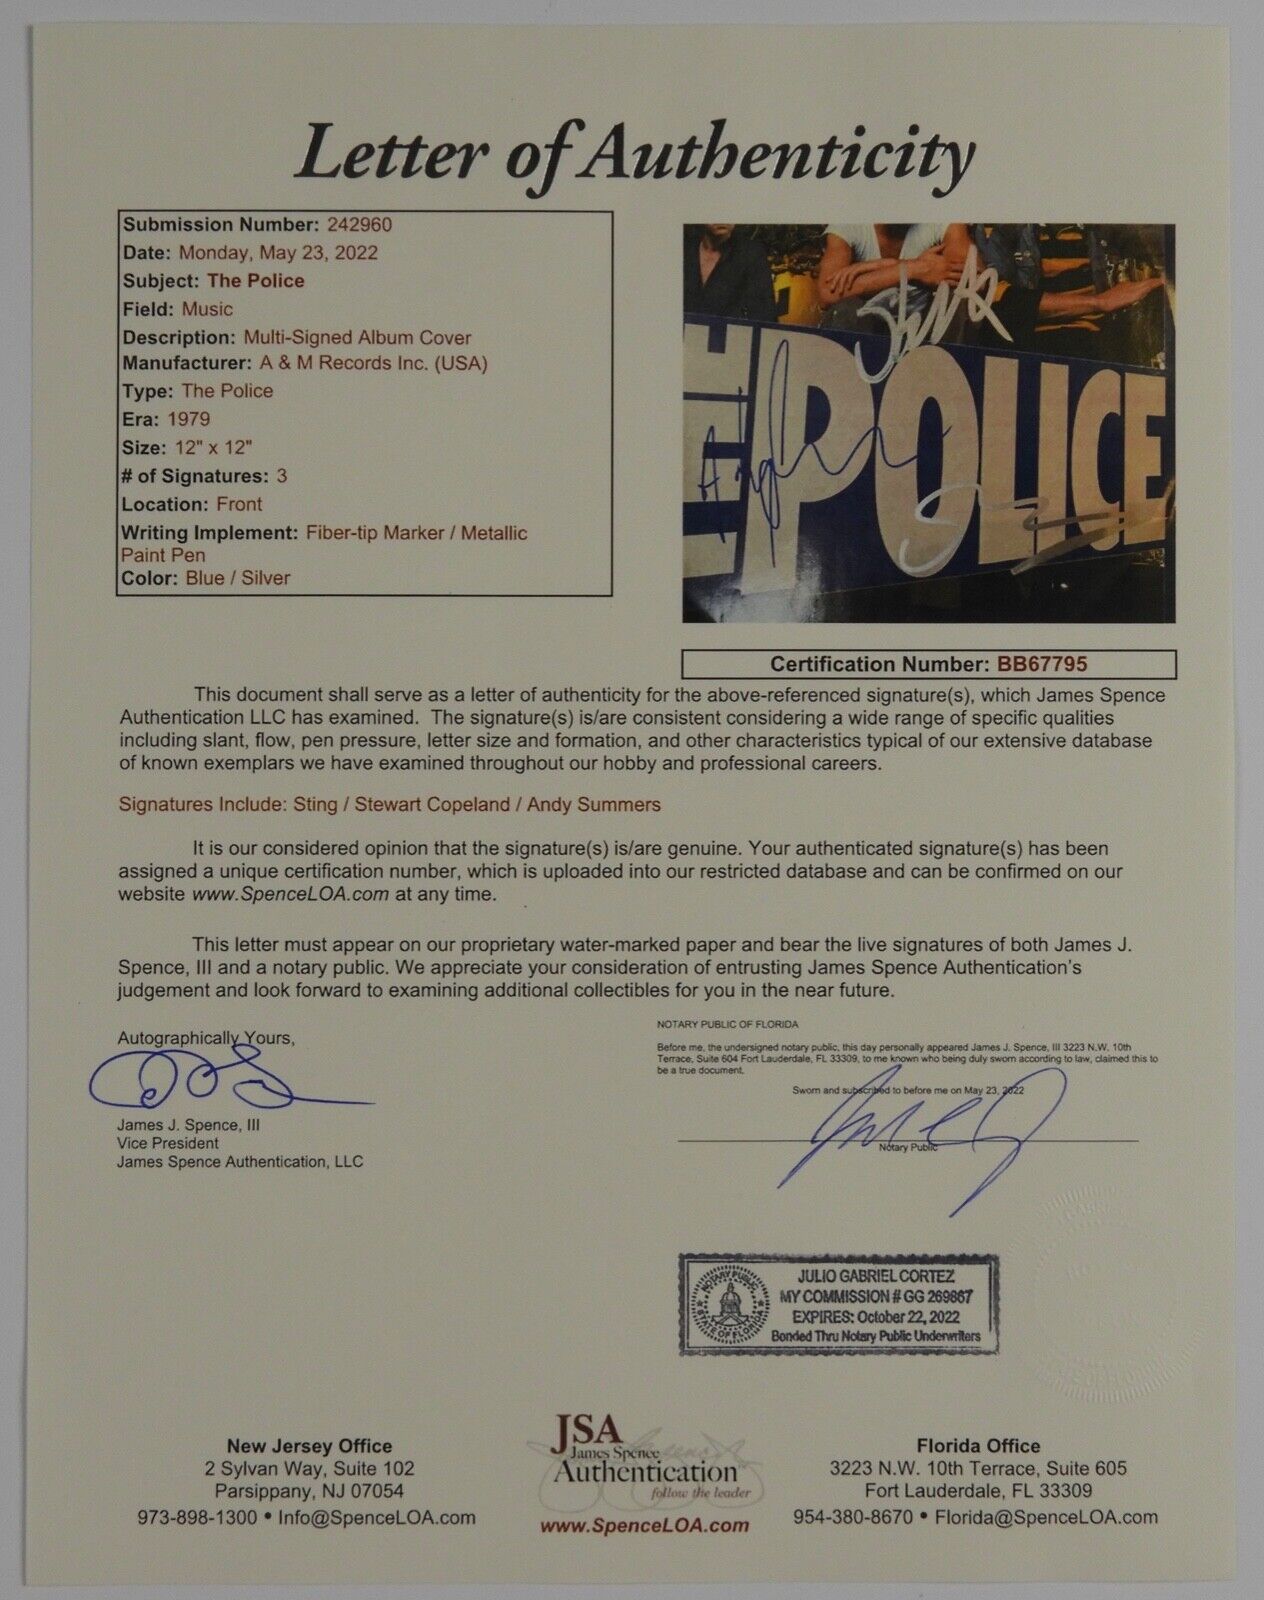 Letter of Authenticity
Submission Number: 242960
Date: Monday, May 23, 2022
Subject: The Police
Field: Music
Description: Multi-Signed Album Cover
Manufacturer: A & M Records Inc. (USA)
Type: The Police
Era: 1979
Size: 12" x 12"
# of Signatures: 3
Location: Front
Writing Implement: Fiber-tip Marker / Metallic
Paint Pen
Color: Blue / Silver
HE POLICE
Certification Number: BB67795
This document shall serve as a letter of authenticity for the above-referenced signature(s), which James Spence
Authentication LLC has examined. The signature(s) is/are consistent considering a wide range of specific qualities
including slant, flow, pen pressure, letter size and formation, and other characteristics typical of our extensive database
of known exemplars we have examined throughout our hobby and professional careers.
Signatures Include: Sting / Stewart Copeland / Andy Summers
It is our considered opinion that the signature(s) is/are genuine. Your authenticated signature(s) has been
assigned a unique certification number, which is uploaded into our restricted database and can be confirmed on our
website www.SpenceLOA.com at any time.
This letter must appear on our proprietary water-marked paper and bear the live signatures of both James J.
Spence, III and a notary public. We appreciate your consideration of entrusting James Spence Authentication's
judgement and look forward to examining additional collectibles for you in the near future.
Autographically Yours,
James J. Spence, III
Vice President
James Spence Authentication, LLC
NOTARY PUBLIC OF FLORIDA
Before me, the undersigned notary public, this day personally appeared James J. Spence, III 3223 N.W. 10th
Terrace, Suite 604 Fort Lauderdale, FL 33309, to me known who being duly sworn according to law, claimed this to
be a true document.
Sworn and subscribed to before me on May 23, 2022
Notary Public
NOTARY PUBLIC
STATE OF FLORIDA
JULIO GABRIEL CORTEZ
MY COMMISSION # GG 269867
EXPIRES: October 22, 2022
Bonded Thru Notary Public Underwriters
New Jersey Office
2 Sylvan Way, Suite 102
Parsippany, NJ 07054
973-898-1300 • Info@SpenceLOA.com
JSA
James Spence
Authentication™
follow the leader
www.SpenceLOA.com
Florida Office
3223 N.W. 10th Terrace, Suite 605
Fort Lauderdale, FL 33309
954-380-8670 • Florida@SpenceLOA.com